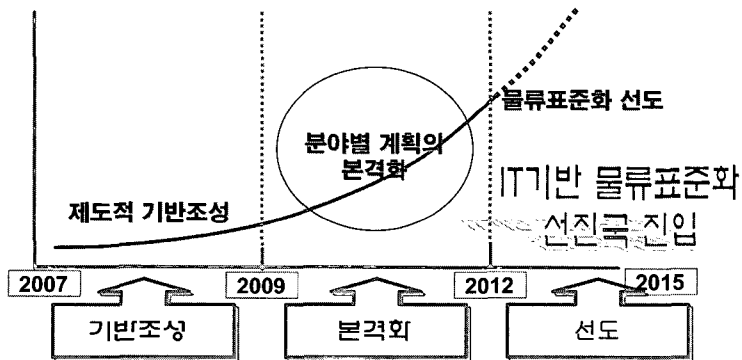 물류표준화 선도
분야별 계획의
본격화
IT기반 물류표준화
선진국 진입
제도적 기반조성
2007
2009
2012
2015
기반조성
본격화
선도